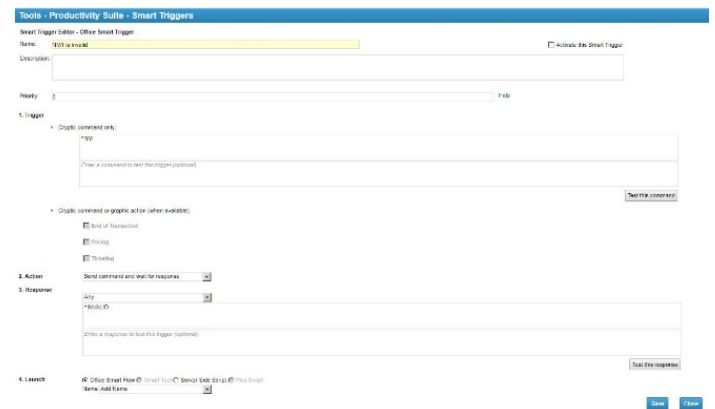 Tools - Productivity Suite - Smart Triggers
Smart Trigger Editor - Office Smart Trigger
Name: NMR is invalid
Activate this Smart Trigger
Description:
Priority: 0 Help
1. Trigger
Cryptic command only:
Enter a command to test this trigger (optional).
Test this command
Cryptic command or graphic action (when available):
End of Transaction
Pricing
Ticketing
2. Action Send command and wait for response
3. Response
Any
*INVALID
Enter a response to test this trigger (optional).
Test this response
4. Launch Office Smart Flow Smart Tool Server Side Script Plus Script
Name: Add Name
Save Close